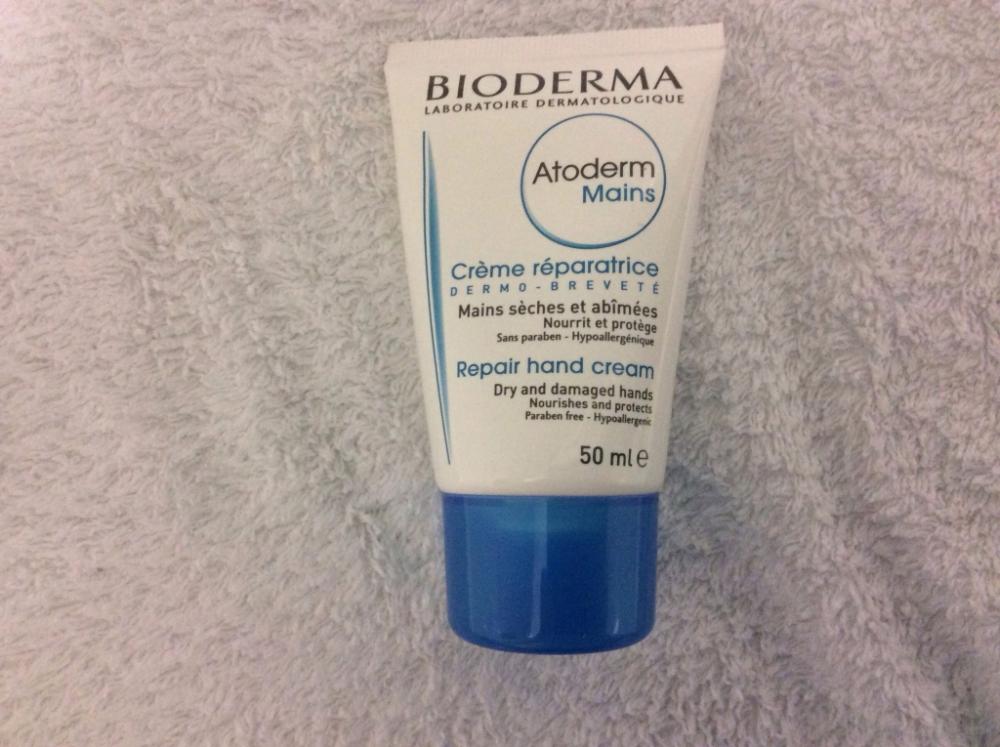 BIODERMA
LABORATOIRE DERMATOLOGIQUE
Atoderm
Mains
Crème réparatrice
DERMO-BREVETÉ
Mains sèches et abîmées
Nourrit et protège
Sans paraben - Hypoallergénique
Repair hand cream
Dry and damaged hands
Nourishes and protects
Paraben free - Hypoallergenic
50 ml e